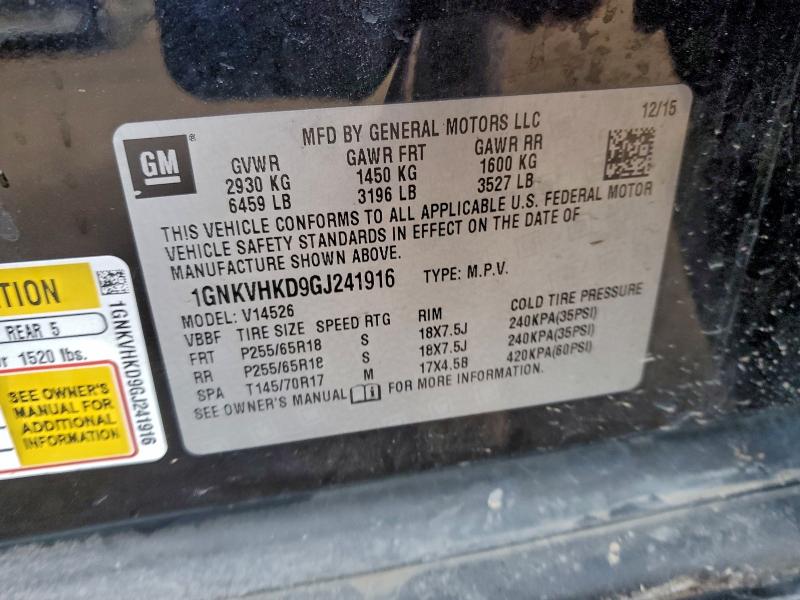 12/15
MFD BY GENERAL MOTORS LLC
GM®
GVWR GAWR FRT GAWR RR
2930 KG 1450 KG 1600 KG
6459 LB 3196 LB 3527 LB
THIS VEHICLE CONFORMS TO ALL APPLICABLE U.S. FEDERAL MOTOR
VEHICLE SAFETY STANDARDS IN EFFECT ON THE DATE OF
MANUFACTURE SHOWN ABOVE.
1GNKVHKD9GJ241916 TYPE: M.P.V.
MODEL: V14526
VBBF TIRE SIZE SPEED RTG RIM COLD TIRE PRESSURE
FRT P255/65R18 S 18X7.5J 240KPA(35PSI)
RR P255/65R18 S 18X7.5J 240KPA(35PSI)
SPA T145/70R17 M 17X4.5B 420KPA(60PSI)
SEE OWNER'S MANUAL FOR MORE INFORMATION.
REAR 5
1520 lbs.
SEE OWNER'S
MANUAL FOR
ADDITIONAL
INFORMATION
1GNKVHKD9GJ241916